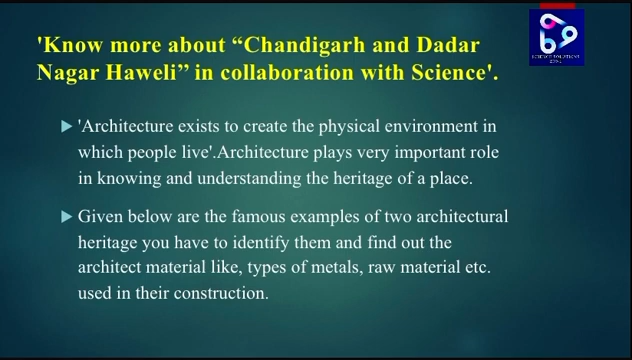 'Know more about “Chandigarh and Dadar
Nagar Haweli” in collaboration with Science'.
'Architecture exists to create the physical environment in
which people live'.Architecture plays very important role
in knowing and understanding the heritage of a place.
Given below are the famous examples of two architectural
heritage you have to identify them and find out the
architect material like, types of metals, raw material etc.
used in their construction.